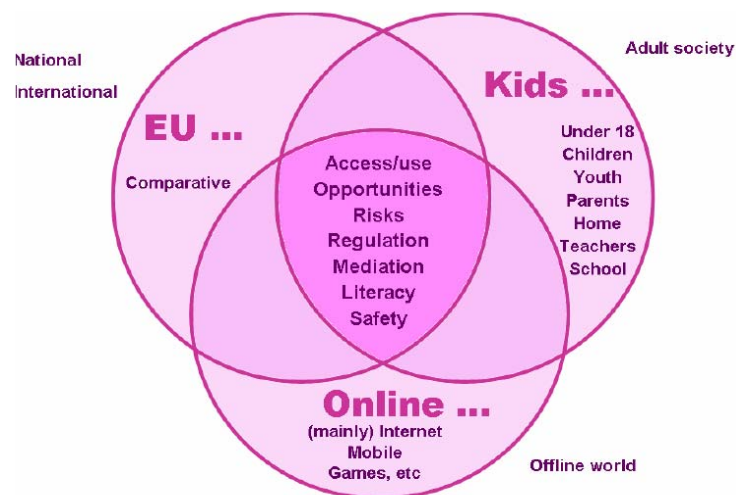 National
International
EU ...
Comparative
Adult society
Kids ...
Under 18
Children
Youth
Parents
Home
Teachers
School
Access/use
Opportunities
Risks
Regulation
Mediation
Literacy
Safety
Online ...
(mainly) Internet
Mobile
Games, etc
Offline world